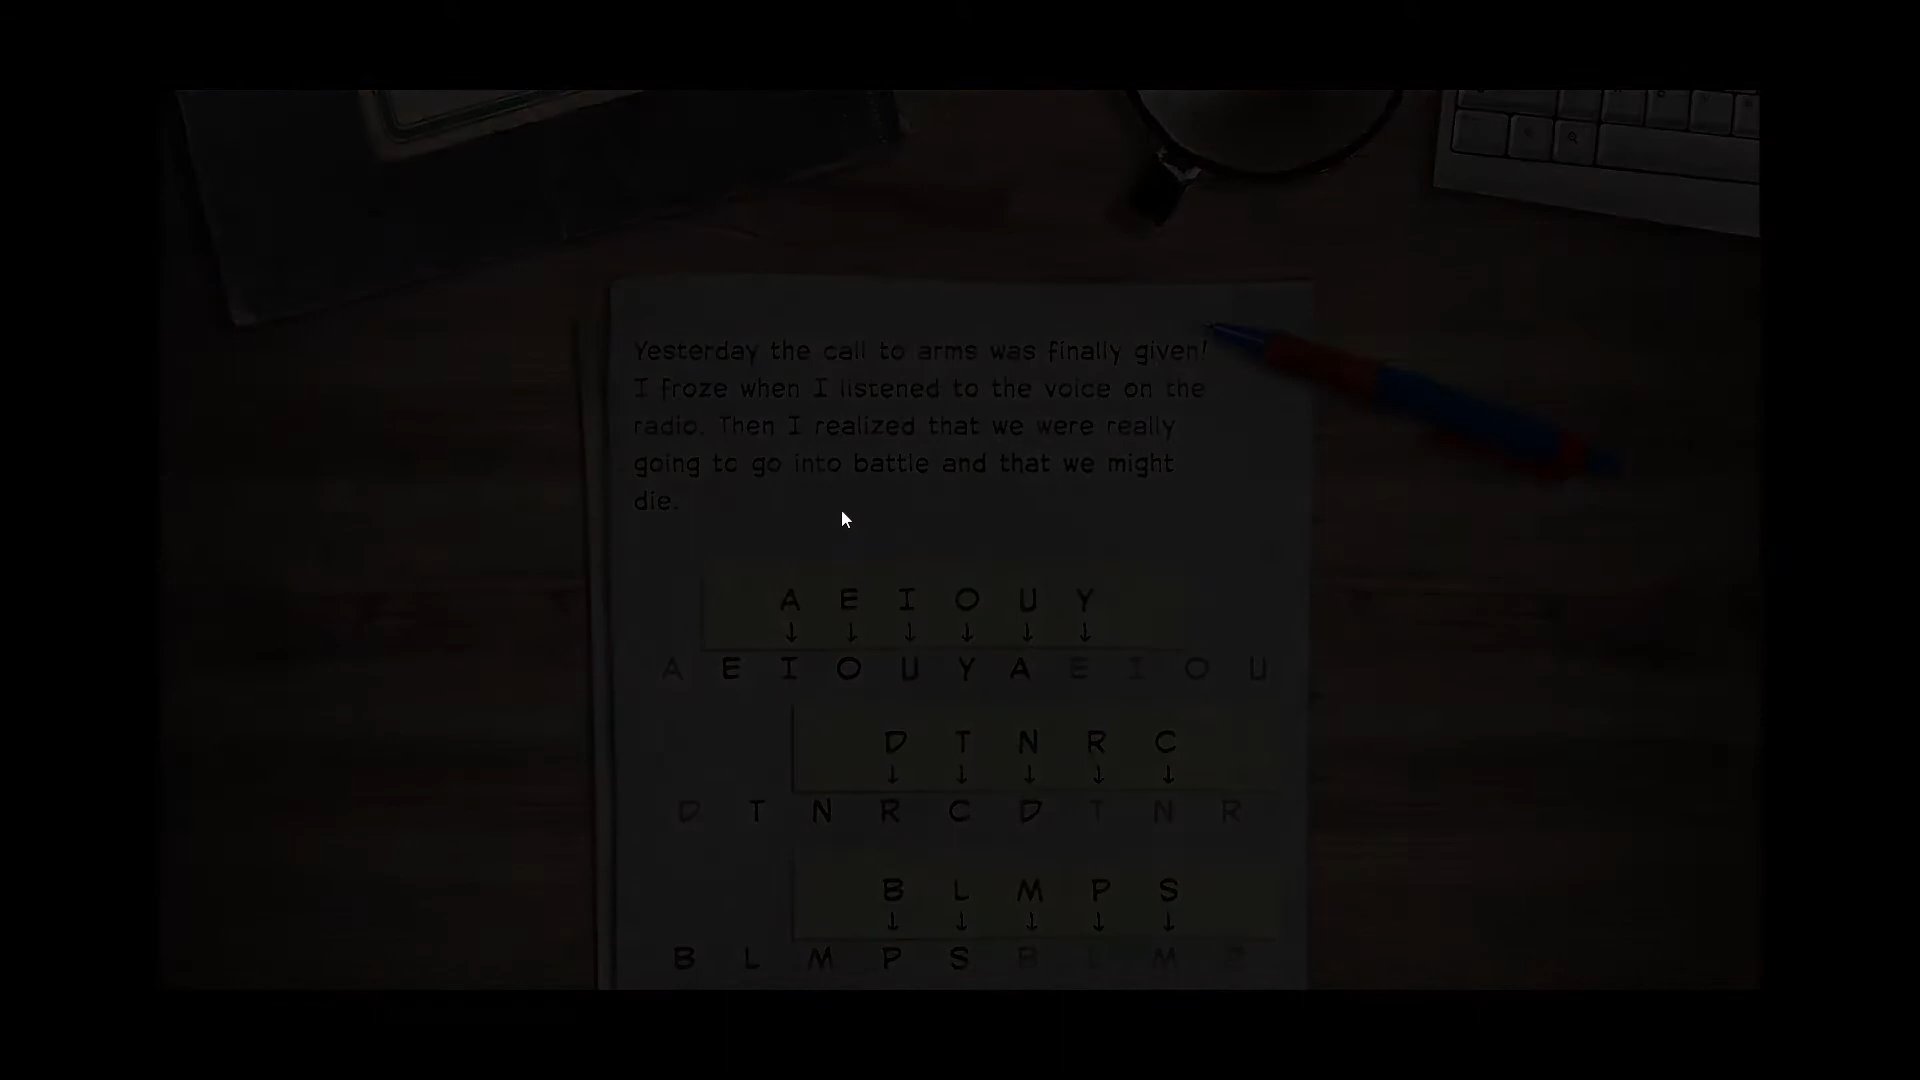 Yesterday the call to arms was finally given!
I froze when I listened to the voice on the
radio. Then I realized that we were really
going to go into battle and that we might
die.
A E I O U Y
↓ ↓ ↓ ↓ ↓ ↓
A E I O U Y A E I O U
D T N R C
↓ ↓ ↓ ↓ ↓
D T N R C D T N R
B L M P S
↓ ↓ ↓ ↓ ↓
B L M P S B L M P